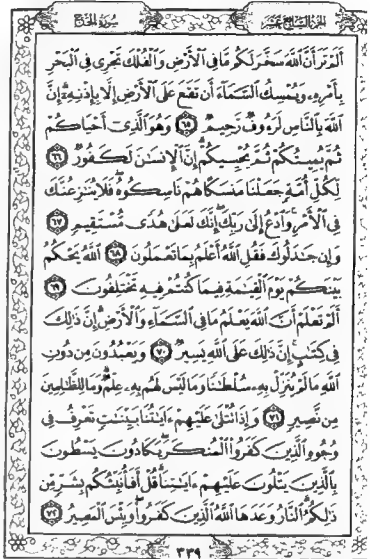 الجزء السابع عشر
سورة الحج
أَلَمْ تَرَ أَنَّ ٱللَّهَ سَخَّرَ لَكُم مَّا فِى ٱلْأَرْضِ وَٱلْفُلْكَ تَجْرِى فِى ٱلْبَحْرِ
بِأَمْرِهِۦ وَيُمْسِكُ ٱلسَّمَآءَ أَن تَقَعَ عَلَى ٱلْأَرْضِ إِلَّا بِإِذْنِهِۦٓ إِنَّ
ٱللَّهَ بِٱلنَّاسِ لَرَءُوفٌ رَّحِيمٌ ٦٥ وَهُوَ ٱلَّذِىٓ أَحْيَاكُمْ
ثُمَّ يُمِيتُكُمْ ثُمَّ يُحْيِيكُمْ إِنَّ ٱلْإِنسَٰنَ لَكَفُورٌ ٦٦
لِّكُلِّ أُمَّةٍ جَعَلْنَا مَنسَكًا هُمْ نَاسِكُوهُ فَلَا يُنَٰزِعُنَّكَ
فِى ٱلْأَمْرِ وَٱدْعُ إِلَىٰ رَبِّكَ إِنَّكَ لَعَلَىٰ هُدًى مُّسْتَقِيمٍ ٦٧
وَإِن جَٰدَلُوكَ فَقُلِ ٱللَّهُ أَعْلَمُ بِمَا تَعْمَلُونَ ٦٨ ٱللَّهُ يَحْكُمُ
بَيْنَكُمْ يَوْمَ ٱلْقِيَٰمَةِ فِيمَا كُنتُمْ فِيهِ تَخْتَلِفُونَ ٦٩
أَلَمْ تَعْلَمْ أَنَّ ٱللَّهَ يَعْلَمُ مَا فِى ٱلسَّمَآءِ وَٱلْأَرْضِ إِنَّ ذَٰلِكَ
فِى كِتَٰبٍ إِنَّ ذَٰلِكَ عَلَى ٱللَّهِ يَسِيرٌ ٧٠ وَيَعْبُدُونَ مِن دُونِ
ٱللَّهِ مَا لَمْ يُنَزِّلْ بِهِۦ سُلْطَٰنًا وَمَا لَيْسَ لَهُم بِهِۦ عِلْمٌ وَمَا لِلظَّٰلِمِينَ
مِن نَّصِيرٍ ٧١ وَإِذَا تُتْلَىٰ عَلَيْهِمْ ءَايَٰتُنَا بَيِّنَٰتٍ تَعْرِفُ فِى
وُجُوهِ ٱلَّذِينَ كَفَرُوا۟ ٱلْمُنكَرَ يَكَادُونَ يَسْطُونَ
بِٱلَّذِينَ يَتْلُونَ عَلَيْهِمْ ءَايَٰتِنَا قُلْ أَفَأُنَبِّئُكُم بِشَرٍّ مِّن
ذَٰلِكُمُ ٱلنَّارُ وَعَدَهَا ٱللَّهُ ٱلَّذِينَ كَفَرُوا۟ وَبِئْسَ ٱلْمَصِيرُ ٧٢
٣٣٩